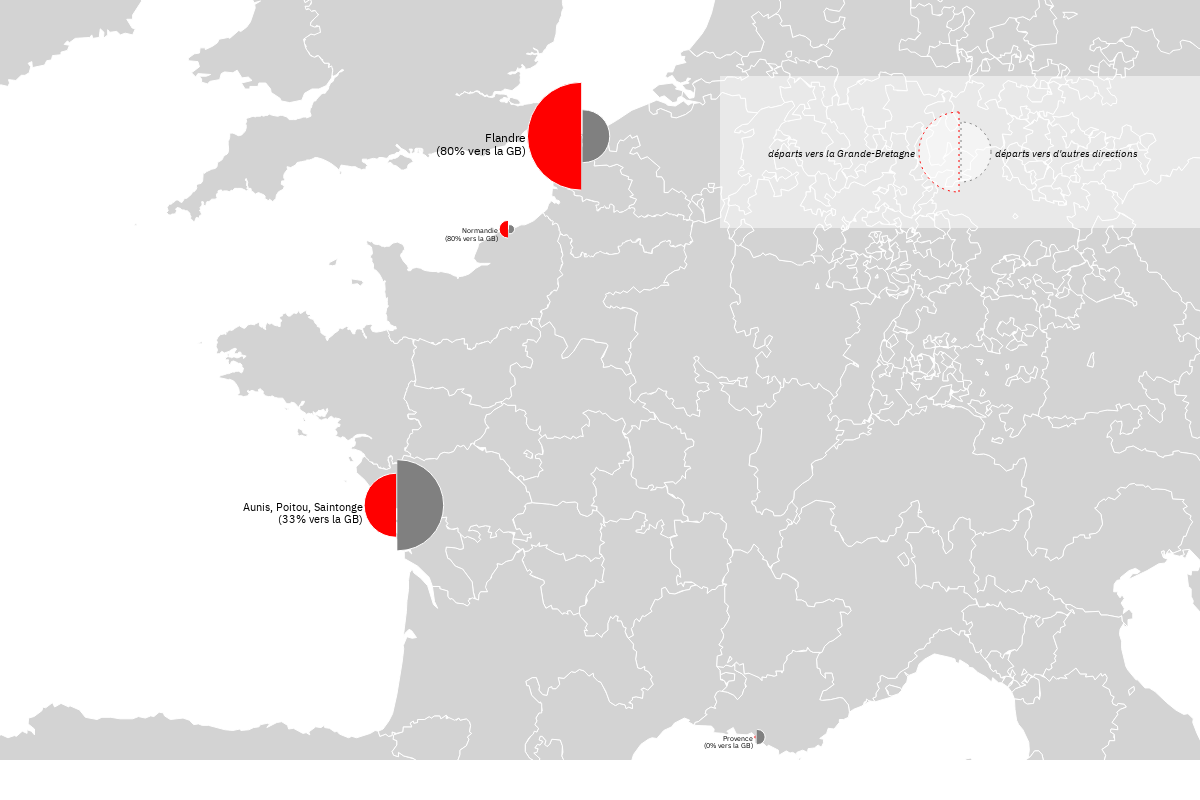 Flandre
(80% vers la GB)
départs vers la Grande-Bretagne
départs vers d'autres directions
Normandie
(80% vers la GB)
Aunis, Poitou, Saintonge
(33% vers la GB)
Provence
(0% vers la GB)